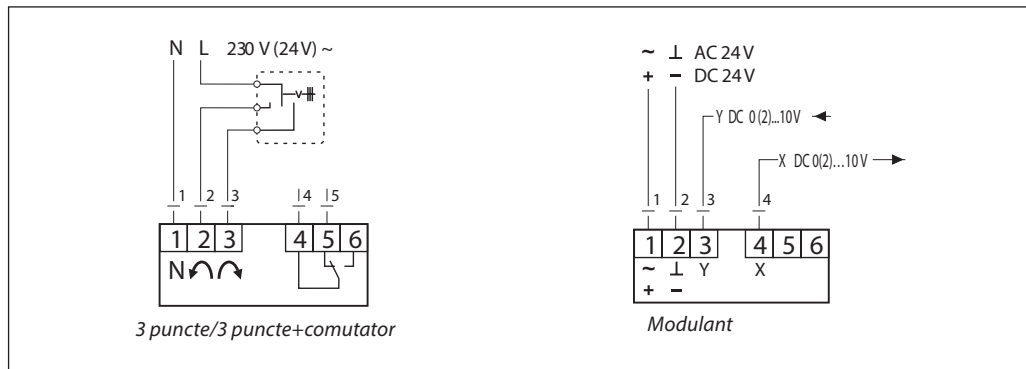 N L 230 V (24 V) ~
1 2 3 4 5
1 2 3 4 5 6
N
3 puncte/3 puncte+comutator
~ ⊥ AC 24 V
+ − DC 24 V
Y DC 0 (2)...10V
X DC 0(2)...10 V
1 2 3 4
1 2 3 4 5 6
~ ⊥ Y X
+ −
Modulant